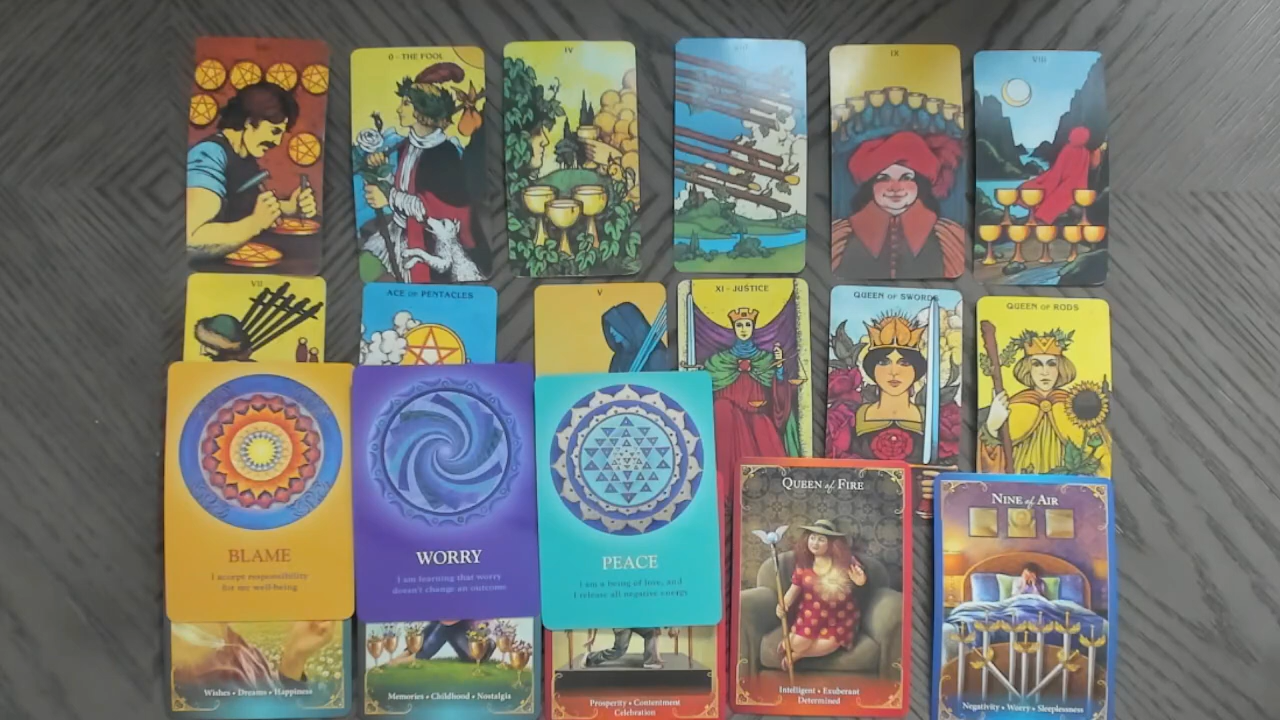 0 - THE FOOL
IV
IX
VIII
VII
ACE OF PENTACLES
V
XI - JUSTICE
QUEEN OF SWORDS
QUEEN OF RODS
BLAME
I accept responsibility
for my well-being
WORRY
I am learning that worry
doesn't change an outcome
PEACE
I am a being of love, and
I release all negative energy
QUEEN of FIRE
Intelligent • Exuberant
Determined
NINE of AIR
Negativity • Worry • Sleeplessness
Wishes • Dreams • Happiness
Memories • Childhood • Nostalgia
Prosperity • Contentment
Celebration